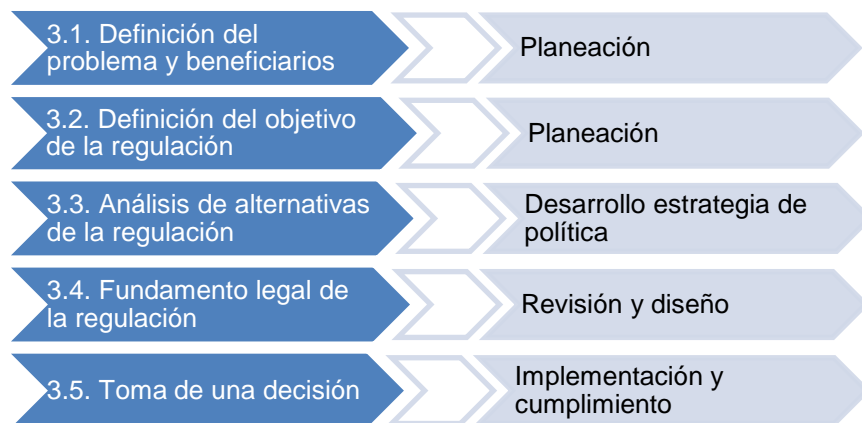 3.1. Definición del
problema y beneficiarios
Planeación
3.2. Definición del objetivo
de la regulación
Planeación
3.3. Análisis de alternativas
de la regulación
Desarrollo estrategia de
política
3.4. Fundamento legal de
la regulación
Revisión y diseño
3.5. Toma de una decisión
Implementación y
cumplimiento